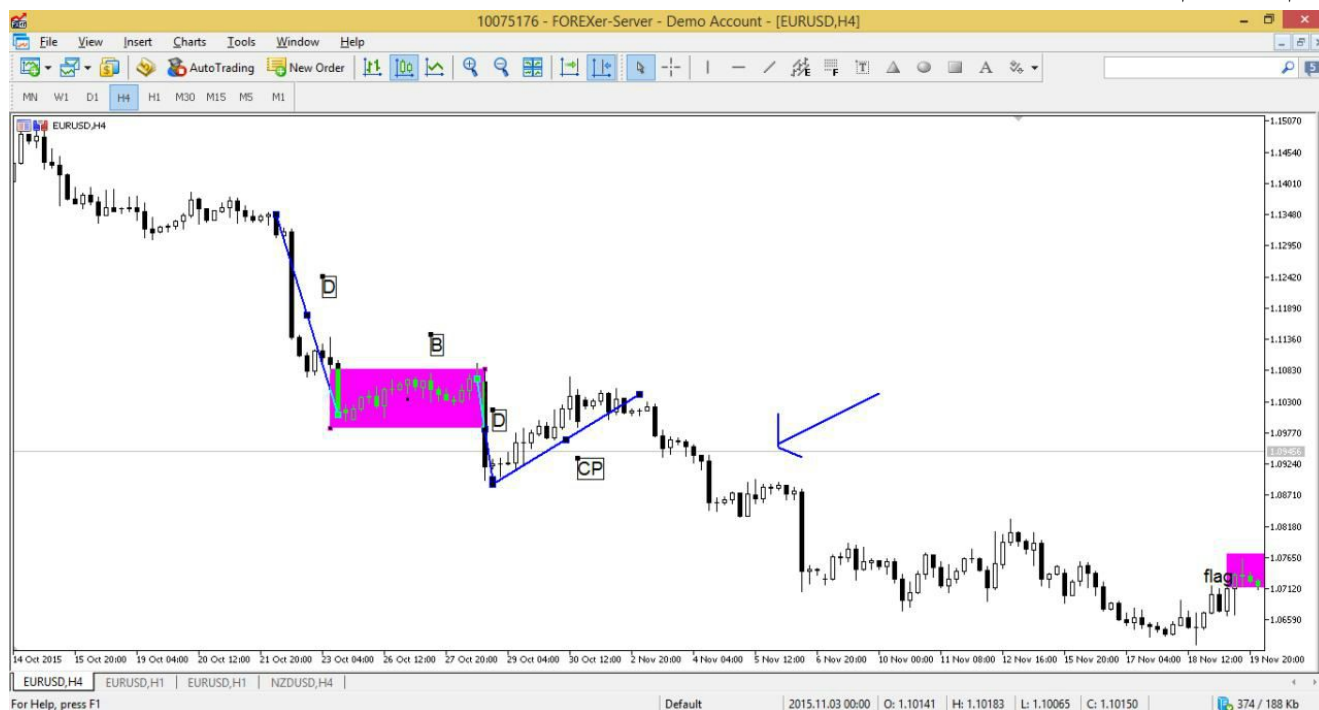 10075176 - FOREXer-Server - Demo Account - [EURUSD,H4]
File View Insert Charts Tools Window Help
AutoTrading New Order E F T A 5
MN W1 D1 H4 H1 M30 M15 M5 M1
EURUSD,H4
1.15070
1.14540
1.14010
1.13480
1.12950
1.12420
1.11890
1.11360
1.10830
1.10300
1.09770
1.09466
1.09240
1.08710
1.08180
1.07650
1.07120
1.06590
D
B
D
CP
flag
14 Oct 2015 15 Oct 20:00 19 Oct 04:00 20 Oct 12:00 21 Oct 20:00 23 Oct 04:00 26 Oct 12:00 27 Oct 20:00 29 Oct 04:00 30 Oct 12:00 2 Nov 20:00 4 Nov 04:00 5 Nov 12:00 6 Nov 20:00 10 Nov 00:00 11 Nov 08:00 12 Nov 16:00 15 Nov 20:00 17 Nov 04:00 18 Nov 12:00 19 Nov 20:00
EURUSD,H4 EURUSD,H1 EURUSD,H1 NZDUSD,H4
For Help, press F1 Default 2015.11.03 00:00 O: 1.10141 H: 1.10183 L: 1.10065 C: 1.10150 374 / 188 Kb